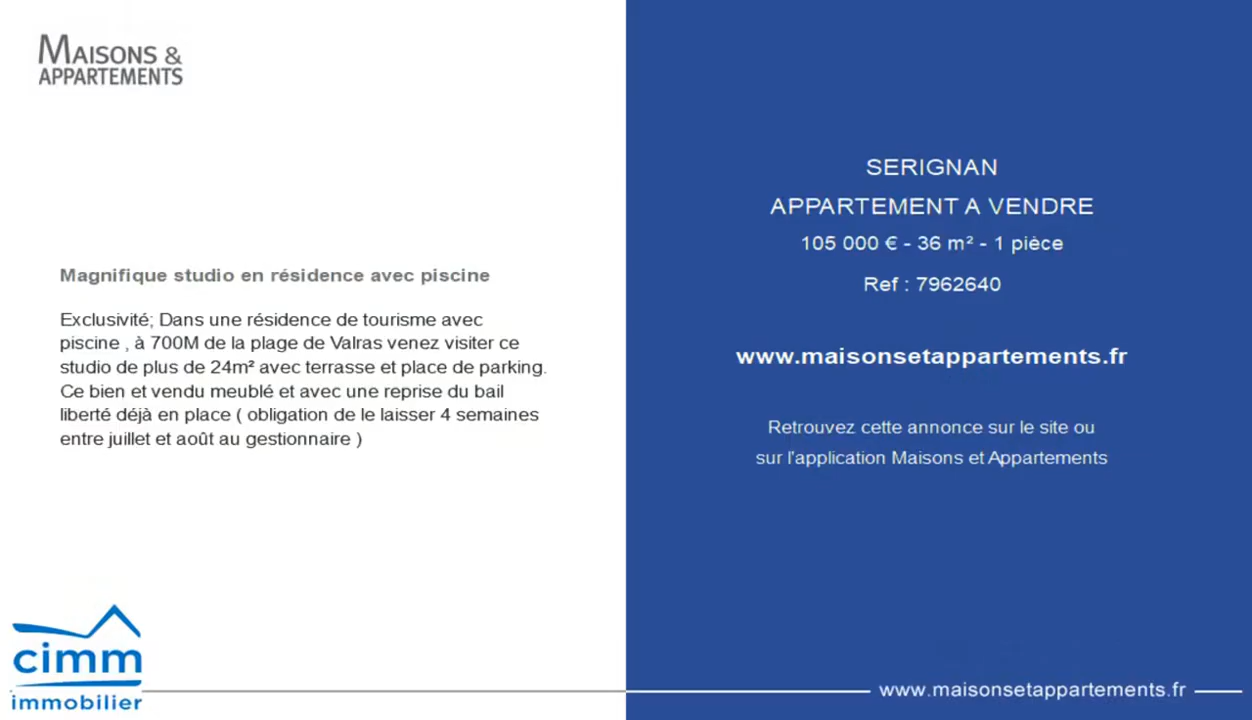 MAISONS &
APPARTEMENTS
Magnifique studio en résidence avec piscine
Exclusivité; Dans une résidence de tourisme avec
piscine , à 700M de la plage de Valras venez visiter ce
studio de plus de 24m² avec terrasse et place de parking.
Ce bien et vendu meublé et avec une reprise du bail
liberté déjà en place ( obligation de le laisser 4 semaines
entre juillet et août au gestionnaire )
cimm
immobilier
SERIGNAN
APPARTEMENT A VENDRE
105 000 € - 36 m² - 1 pièce
Ref : 7962640
www.maisonsetappartements.fr
Retrouvez cette annonce sur le site ou
sur l'application Maisons et Appartements
www.maisonsetappartements.fr